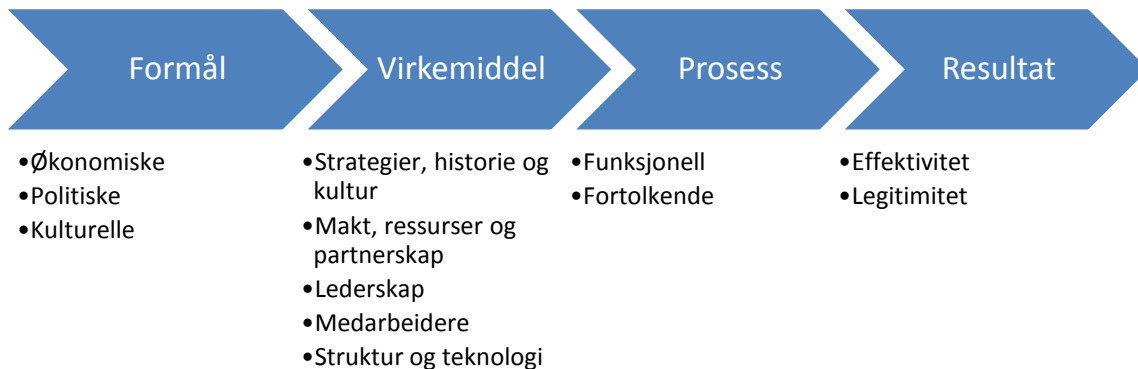 Formål
•Økonomiske
•Politiske
•Kulturelle
Virkemiddel
•Strategier, historie og
kultur
•Makt, ressurser og
partnerskap
•Lederskap
•Medarbeidere
•Struktur og teknologi
Prosess
•Funksjonell
•Fortolkende
Resultat
•Effektivitet
•Legitimitet